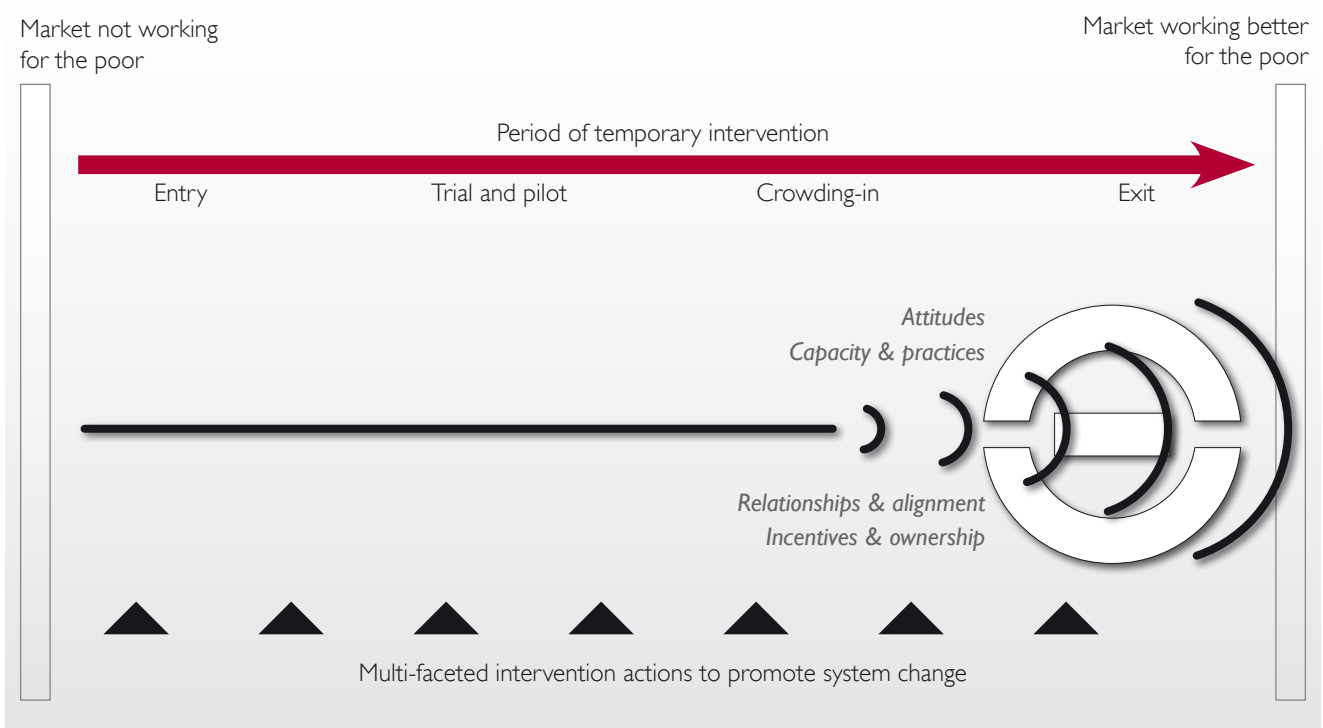 Market not working
for the poor
Market working better
for the poor
Period of temporary intervention
Entry
Trial and pilot
Crowding-in
Exit
Attitudes
Capacity & practices
Relationships & alignment
Incentives & ownership
Multi-faceted intervention actions to promote system change